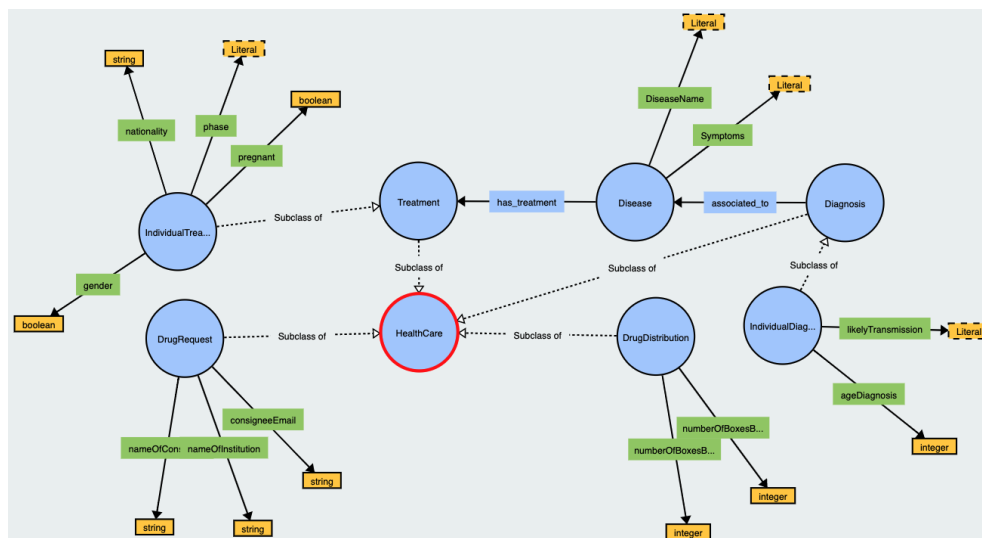 Literal
string
Literal
boolean
Literal
DiseaseName
nationality
phase
Symptoms
pregnant
Treatment
has_treatment
Disease
associated_to
Diagnosis
Subclass of
IndividualTrea...
Subclass of
Subclass of
Subclass of
gender
boolean
DrugRequest
Subclass of
HealthCare
Subclass of
DrugDistribution
IndividualDiag...
likelyTransmission
Literal
ageDiagnosis
consigneeEmail
numberOfBoxesB...
nameOfCons
nameOfInstitution
numberOfBoxesB...
integer
string
integer
string
string
integer